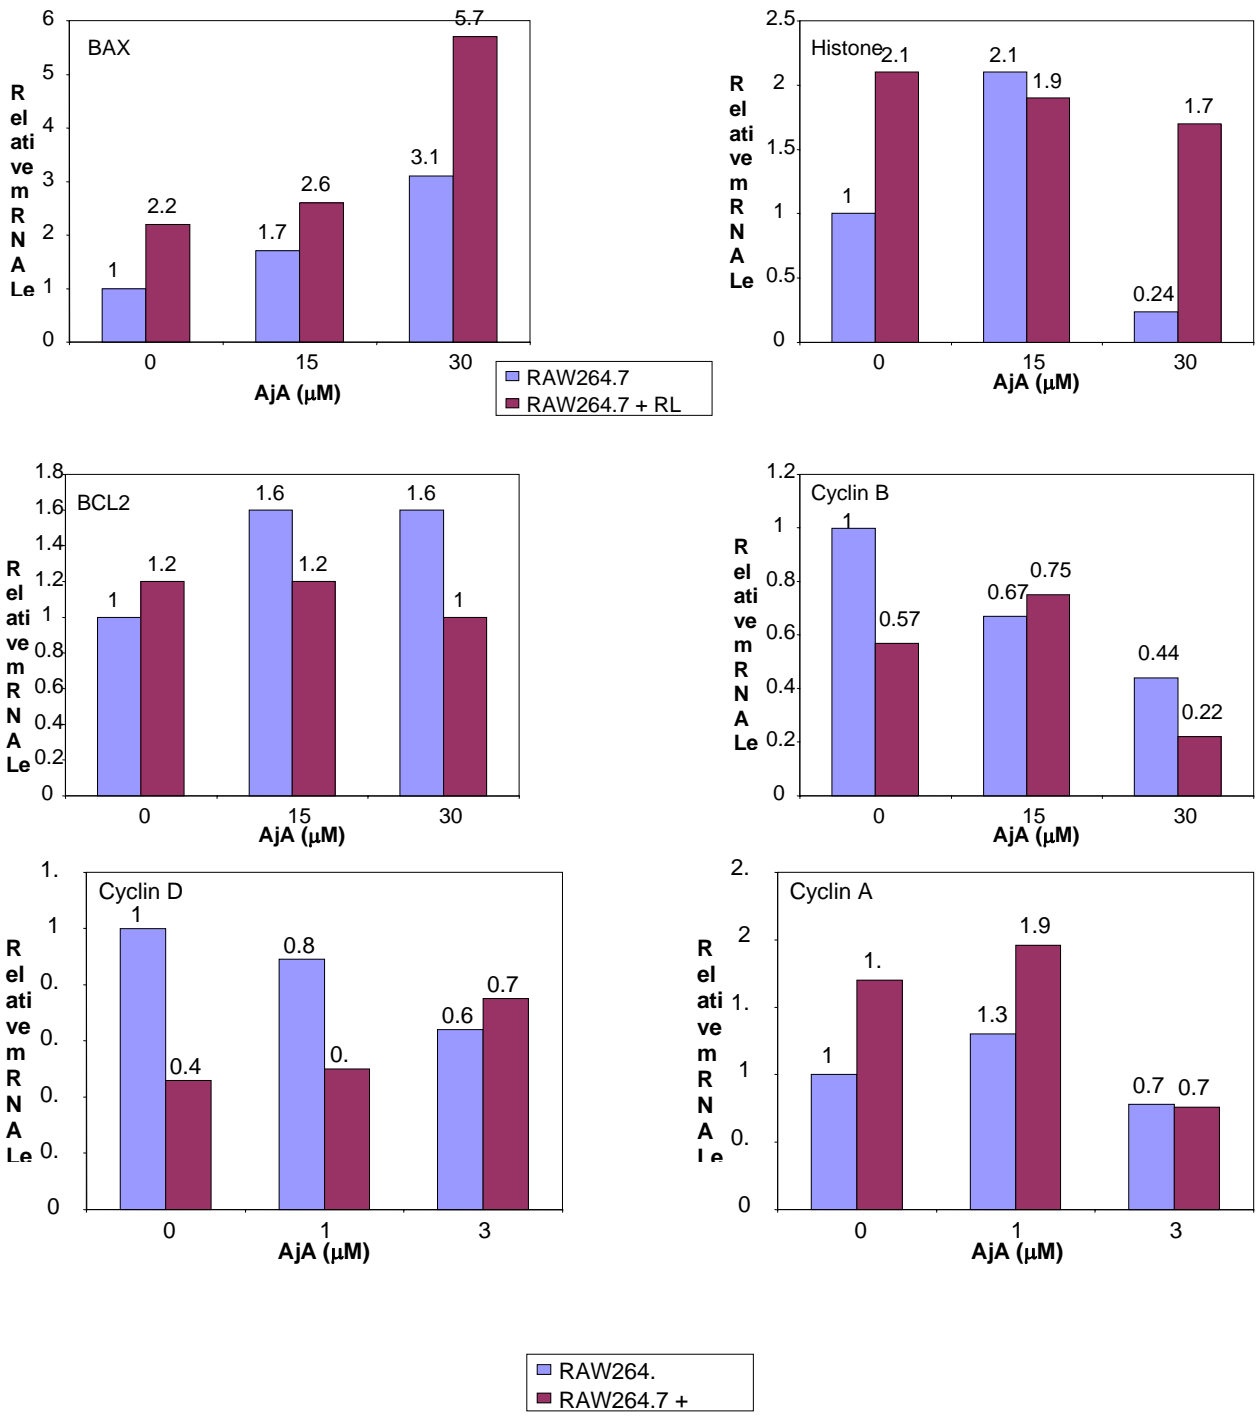 BAX
R
el
ati
ve
m
R
N
A
Le
6
5
4
3
2
1
0
1
2.2
1.7
2.6
3.1
5.7
0
15
30
AjA (μM)
Histone
R
el
ati
ve
m
R
N
A
Le
2.5
2
1.5
1
0.5
0
1
2.1
2.1
1.9
0.24
1.7
0
15
30
AjA (μM)
RAW264.7
RAW264.7 + RL
BCL2
R
el
ati
ve
m
R
N
A
Le
1.8
1.6
1.4
1.2
1
0.8
0.6
0.4
0.2
0
1
1.2
1.6
1.2
1.6
1
0
15
30
AjA (μM)
Cyclin B
R
el
ati
ve
m
R
N
A
Le
1.2
1
0.8
0.6
0.4
0.2
0
1
0.57
0.67
0.75
0.44
0.22
0
15
30
AjA (μM)
Cyclin D
R
el
ati
ve
m
R
N
A
Le
1.
1
0.
0.
0.
0.
0
1
0.4
0.8
0.
0.6
0.7
0
1
3
AjA (μM)
Cyclin A
R
el
ati
ve
m
R
N
A
Le
2.
2
1.
1
0.
0
1
1.
1.3
1.9
0.7
0.7
0
1
3
AjA (μM)
RAW264.
RAW264.7 +